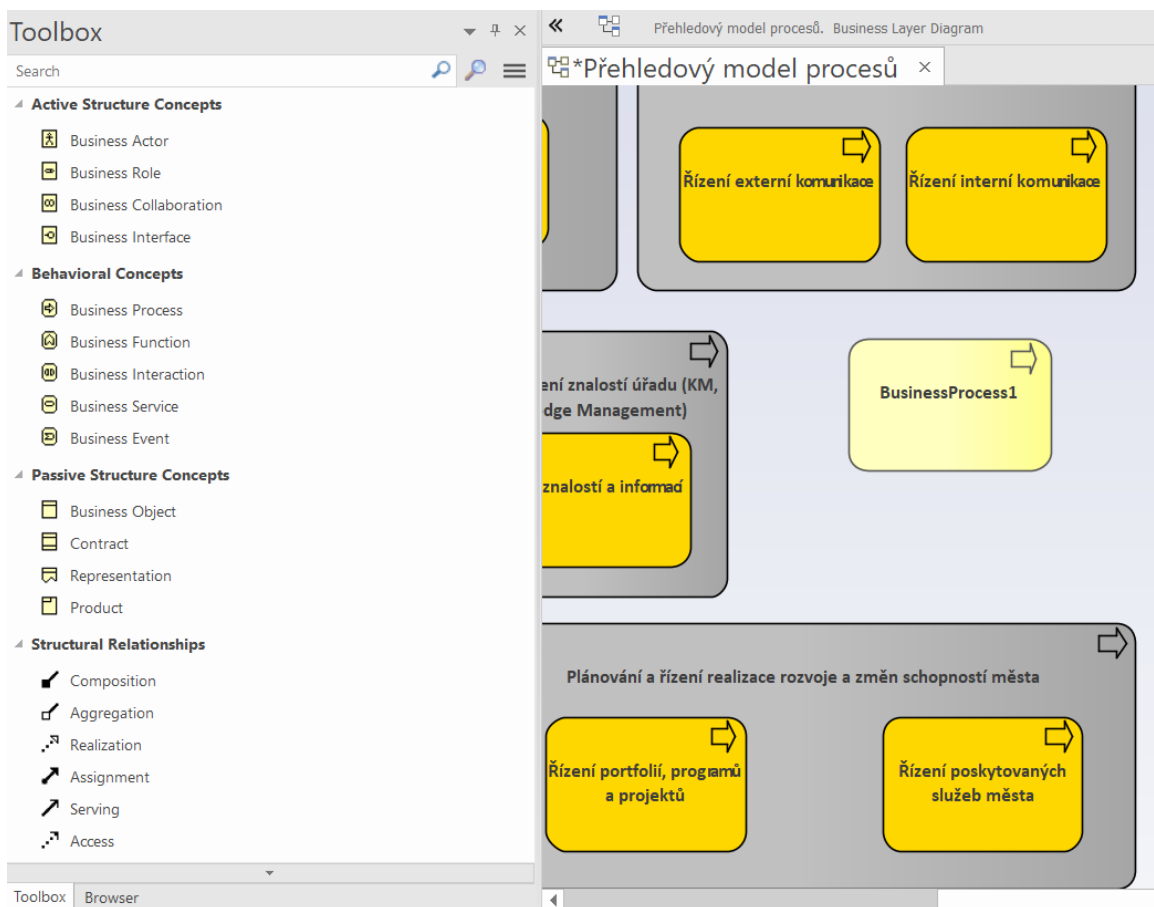 Toolbox
Search
Active Structure Concepts
Business Actor
Business Role
Business Collaboration
Business Interface
Behavioral Concepts
Business Process
Business Function
Business Interaction
Business Service
Business Event
Passive Structure Concepts
Business Object
Contract
Representation
Product
Structural Relationships
Composition
Aggregation
Realization
Assignment
Serving
Access
Toolbox
Browser
Přehledový model procesů. Business Layer Diagram
*Přehledový model procesů
Řízení externí komunikace
Řízení interní komunikace
ení znalostí úřadu (KM,
dge Management)
znalostí a informací
BusinessProcess1
Plánování a řízení realizace rozvoje a změn schopností města
Řízení portfolií, programů
a projektů
Řízení poskytovaných
služeb města